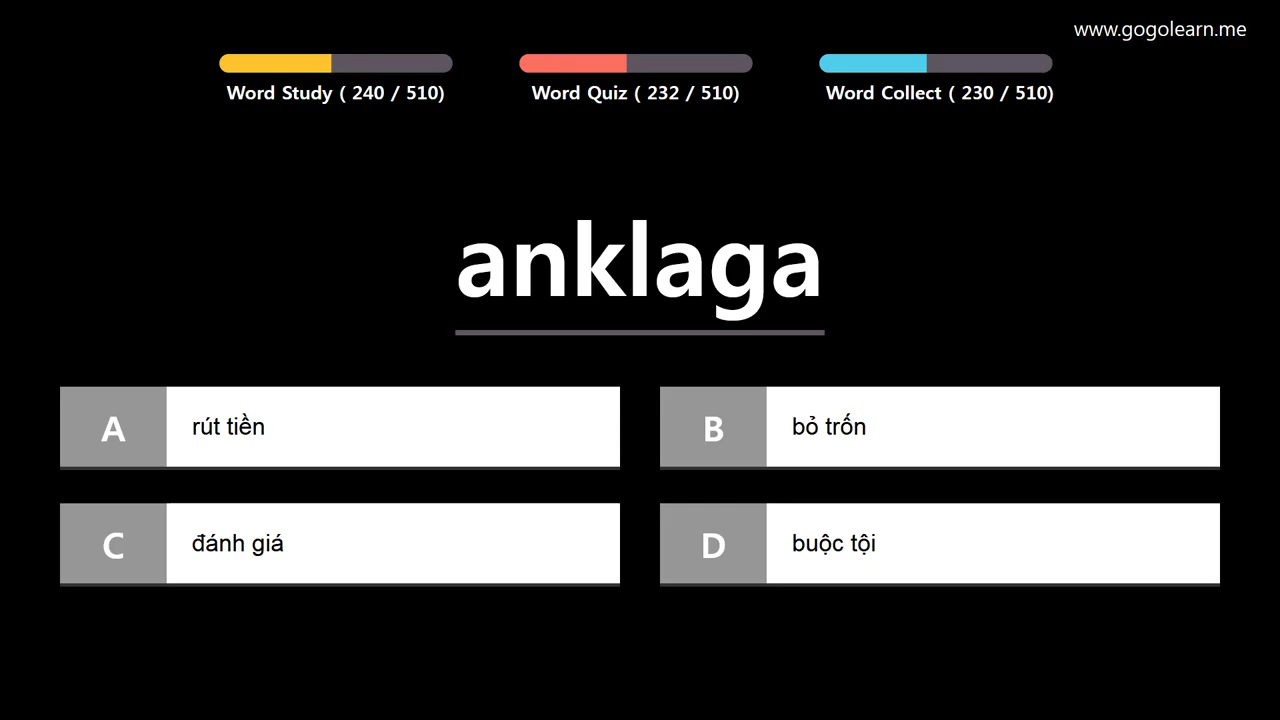 www.gogolearn.me
Word Study ( 240 / 510)
Word Quiz ( 232 / 510)
Word Collect ( 230 / 510)
anklaga
A
rút tiền
B
bỏ trốn
C
đánh giá
D
buộc tội